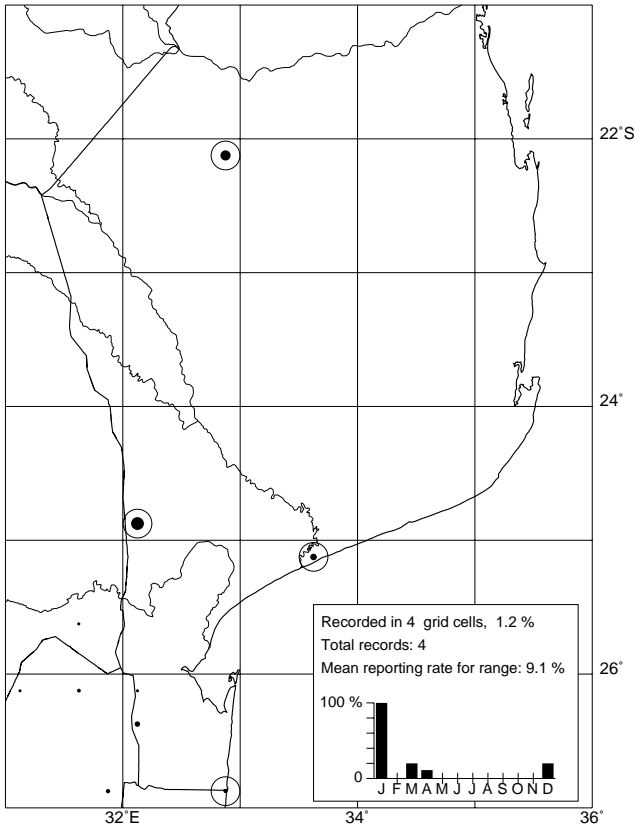 22°S
24°
26°
Recorded in 4 grid cells, 1.2 %
Total records: 4
Mean reporting rate for range: 9.1 %
100 %
0
J F M A M J J A S O N D
32°E 34° 35° 36°